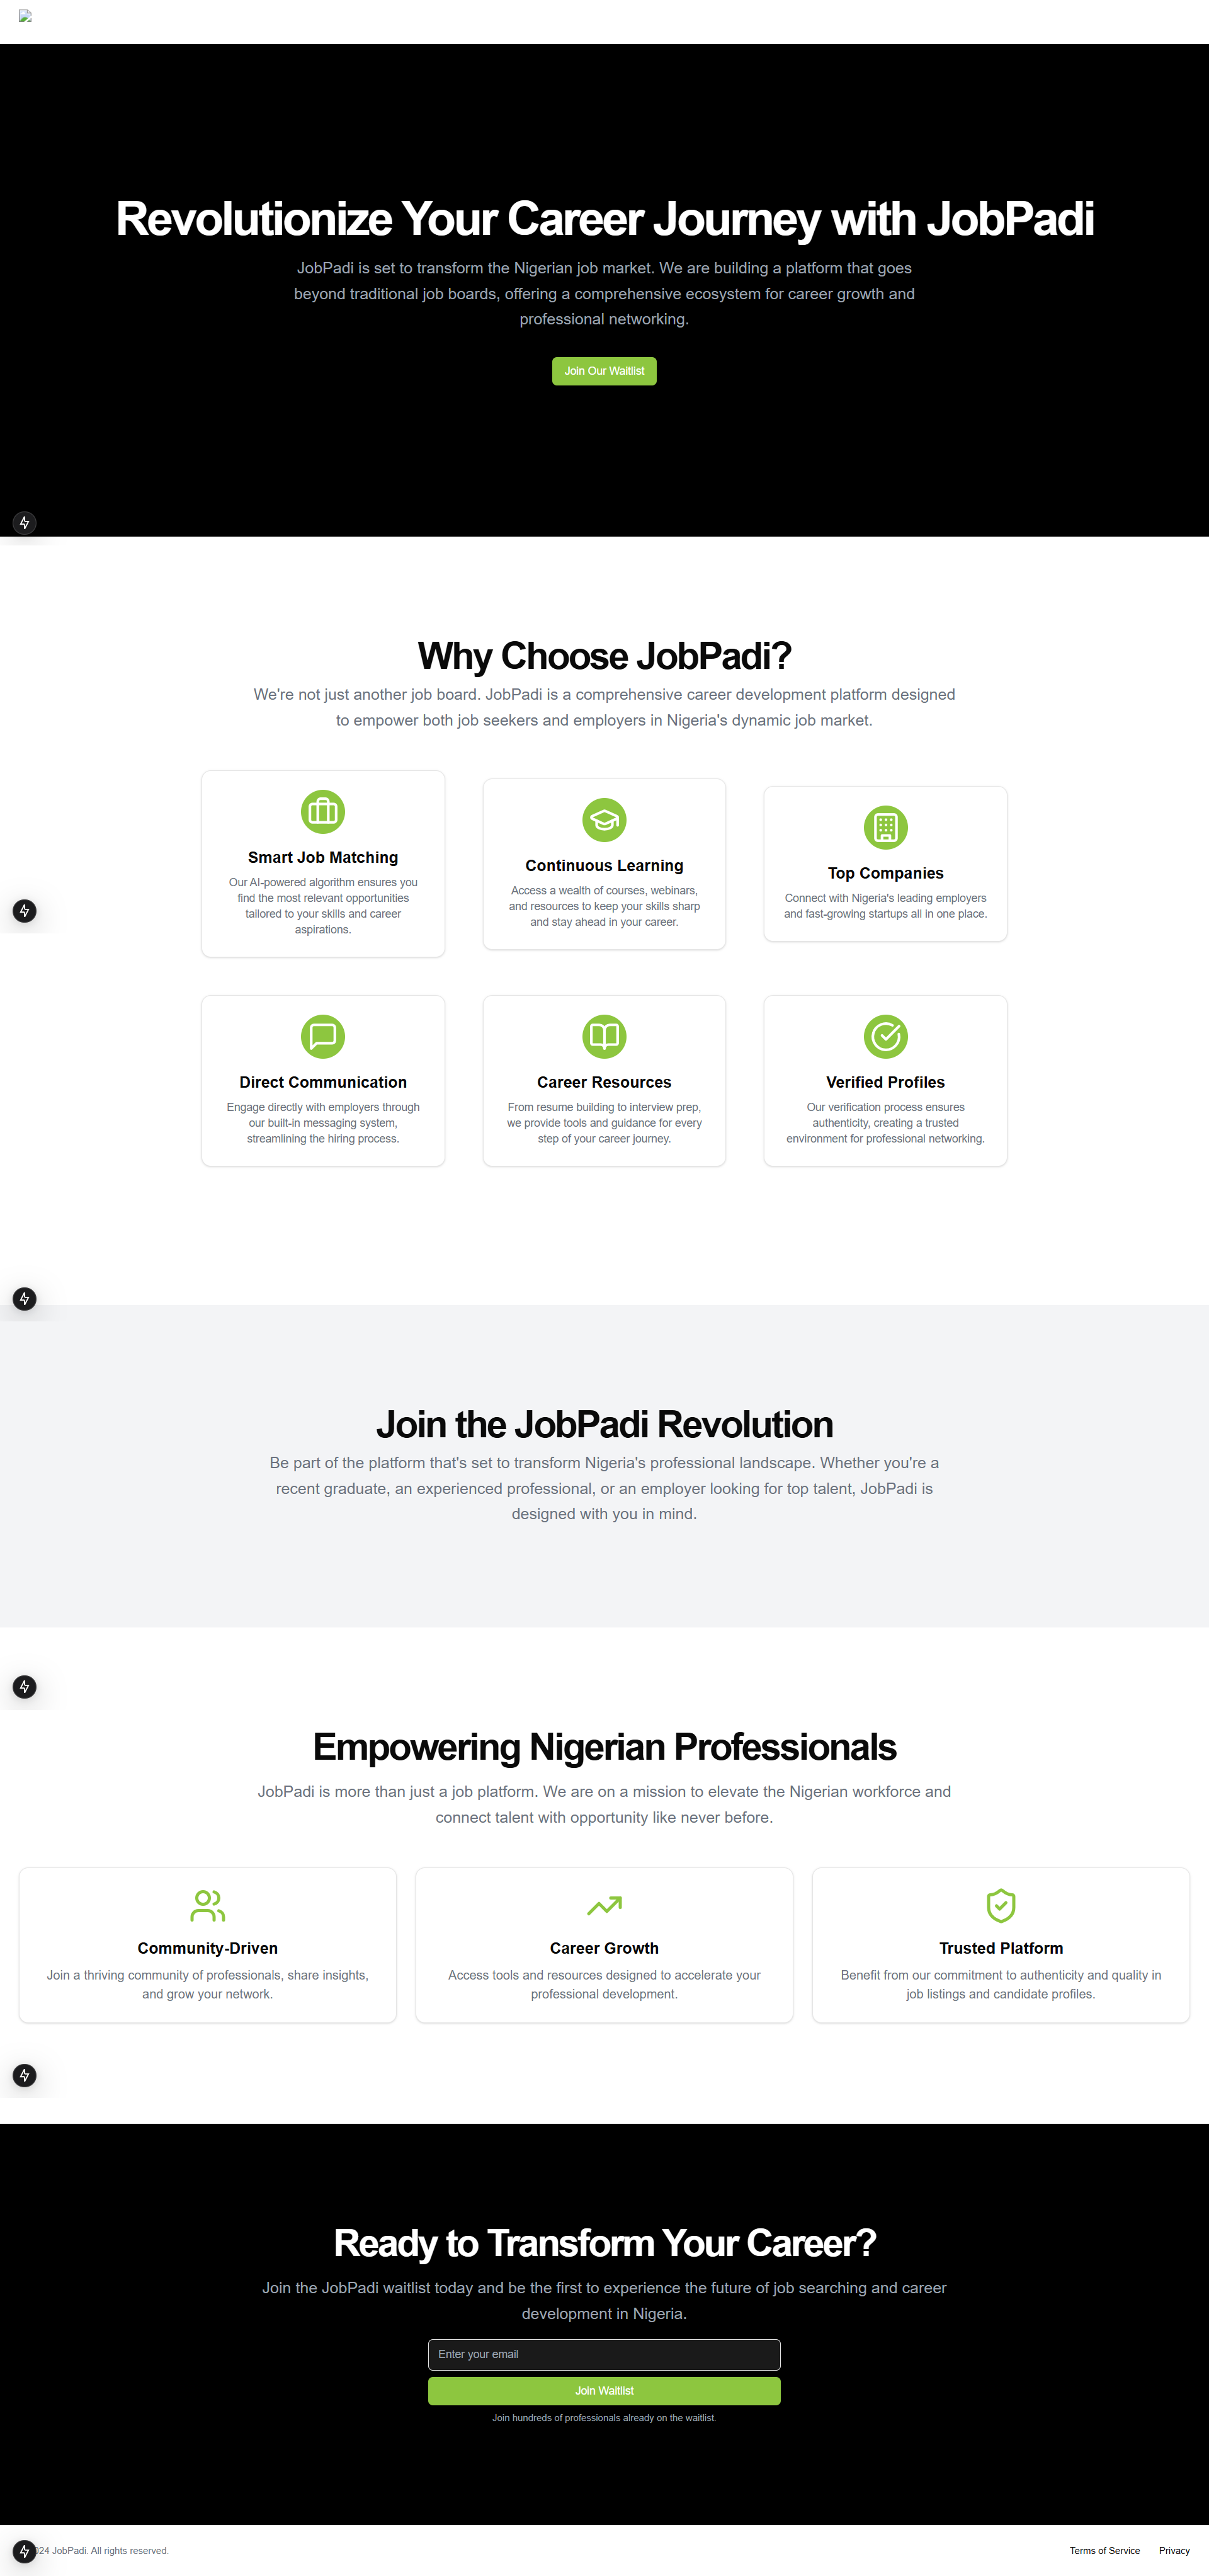 Revolutionize Your Career Journey with JobPadi
JobPadi is set to transform the Nigerian job market. We are building a platform that goes
beyond traditional job boards, offering a comprehensive ecosystem for career growth and
professional networking.
Join Our Waitlist
Why Choose JobPadi?
We're not just another job board. JobPadi is a comprehensive career development platform designed
to empower both job seekers and employers in Nigeria's dynamic job market.
Smart Job Matching
Our AI-powered algorithm ensures you
find the most relevant opportunities
tailored to your skills and career
aspirations.
Continuous Learning
Access a wealth of courses, webinars,
and resources to keep your skills sharp
and stay ahead in your career.
Top Companies
Connect with Nigeria's leading employers
and fast-growing startups all in one place.
Direct Communication
Engage directly with employers through
our built-in messaging system,
streamlining the hiring process.
Career Resources
From resume building to interview prep,
we provide tools and guidance for every
step of your career journey.
Verified Profiles
Our verification process ensures
authenticity, creating a trusted
environment for professional networking.
Join the JobPadi Revolution
Be part of the platform that's set to transform Nigeria's professional landscape. Whether you're a
recent graduate, an experienced professional, or an employer looking for top talent, JobPadi is
designed with you in mind.
Empowering Nigerian Professionals
JobPadi is more than just a job platform. We are on a mission to elevate the Nigerian workforce and
connect talent with opportunity like never before.
Community-Driven
Join a thriving community of professionals, share insights,
and grow your network.
Career Growth
Access tools and resources designed to accelerate your
professional development.
Trusted Platform
Benefit from our commitment to authenticity and quality in
job listings and candidate profiles.
Ready to Transform Your Career?
Join the JobPadi waitlist today and be the first to experience the future of job searching and career
development in Nigeria.
Enter your email
Join Waitlist
Join hundreds of professionals already on the waitlist.
24 JobPadi. All rights reserved.
Terms of Service
Privacy